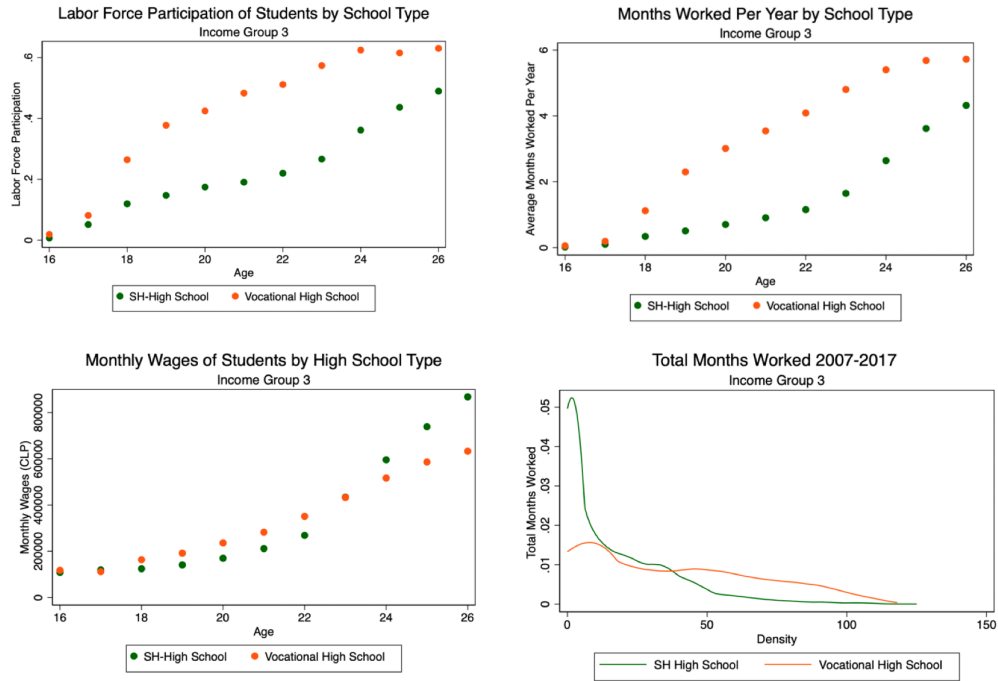 Labor Force Participation of Students by School Type
Income Group 3
Labor Force Participation
0
.2
.4
.6
16
18
20
22
24
26
Age
SH-High School
Vocational High School
Months Worked Per Year by School Type
Income Group 3
Average Months Worked Per Year
0
2
4
6
16
18
20
22
24
26
Age
SH-High School
Vocational High School
Monthly Wages of Students by High School Type
Income Group 3
Monthly Wages (CLP)
0
200000
400000
600000
800000
16
18
20
22
24
26
Age
SH-High School
Vocational High School
Total Months Worked 2007-2017
Income Group 3
Total Months Worked
0
.01
.02
.03
.04
.05
0
50
100
150
Density
SH High School
Vocational High School